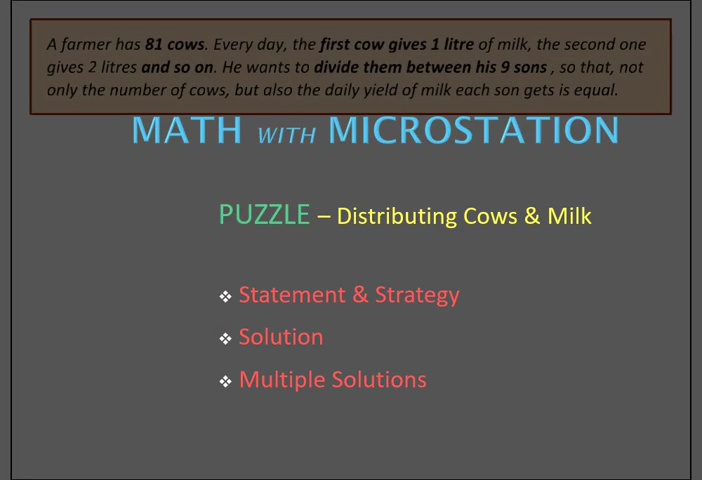 A farmer has 81 cows. Every day, the first cow gives 1 litre of milk, the second one
gives 2 litres and so on. He wants to divide them between his 9 sons , so that, not
only the number of cows, but also the daily yield of milk each son gets is equal.
MATH WITH MICROSTATION
PUZZLE – Distributing Cows & Milk
❖ Statement & Strategy
❖ Solution
❖ Multiple Solutions